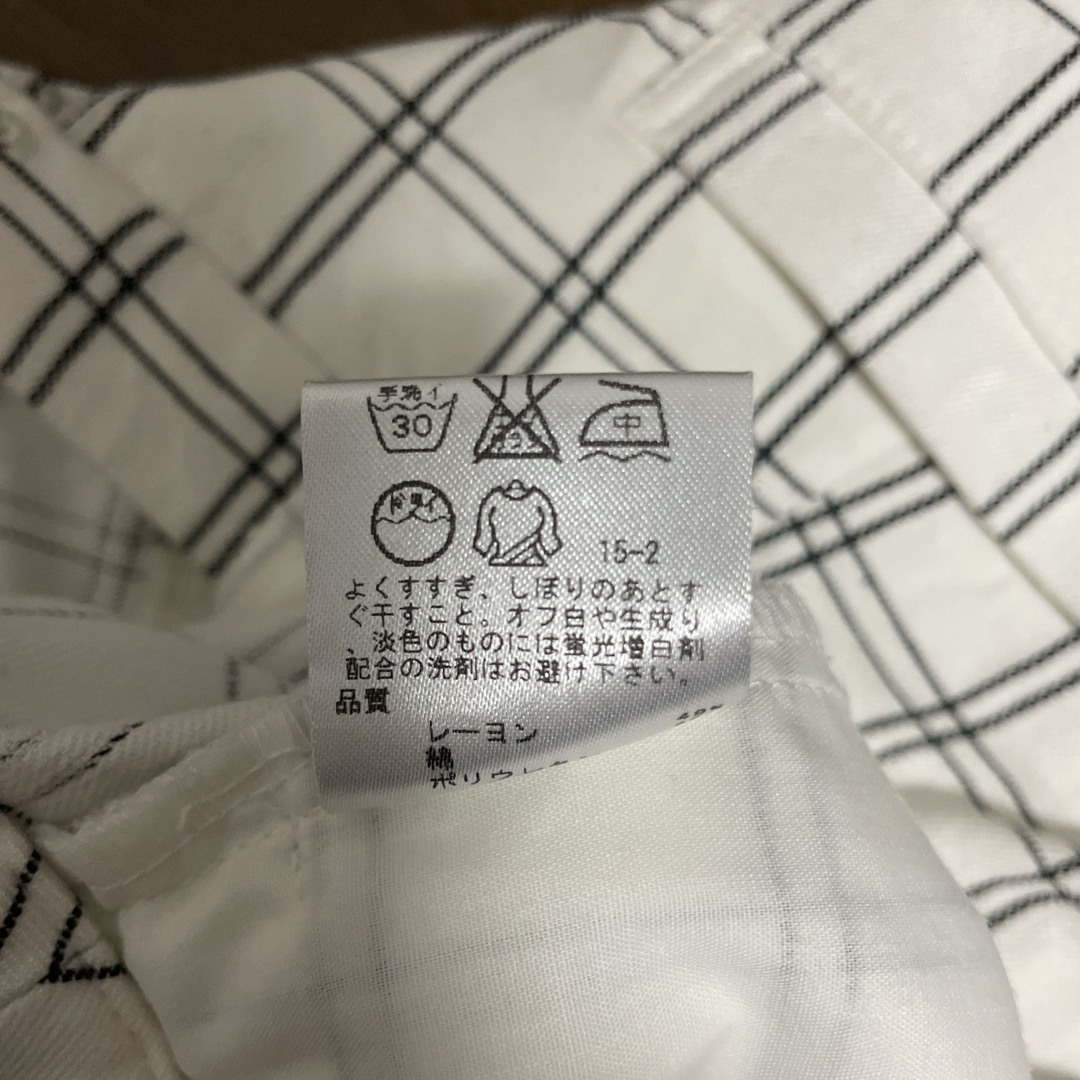 手洗イ
30
中
ドライ
15-2
よくすすぎ、しぼりのあとす
ぐ干すこと。オフ白や生成り
、淡色のものには蛍光増白剤
配合の洗剤はお避け下さい。
品質
レーヨン
綿